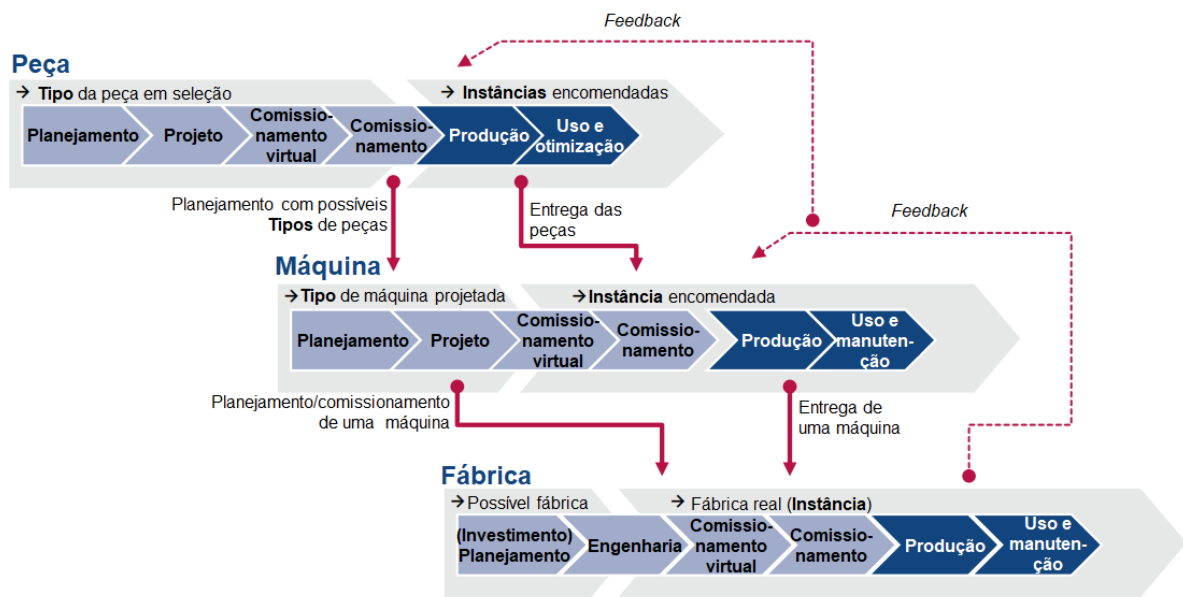 Feedback
Peça
→ Tipo da peça em seleção
→ Instâncias encomendadas
Planejamento
Projeto
Comissio-
namento
virtual
Comissio-
namento
Produção
Uso e
otimização
Planejamento com possíveis
Tipos de peças
Entrega das
peças
Feedback
Máquina
→Tipo de máquina projetada
→Instância encomendada
Planejamento
Projeto
Comissio-
namento
virtual
Comissio-
namento
Produção
Uso e
manuten-
ção
Planejamento/comissionamento
de uma máquina
Entrega de
uma máquina
Fábrica
→Possível fábrica
→ Fábrica real (Instância)
(Investimento)
Planejamento
Engenharia
Comissio-
namento
virtual
Comissio-
namento
Produção
Uso e
manuten-
ção